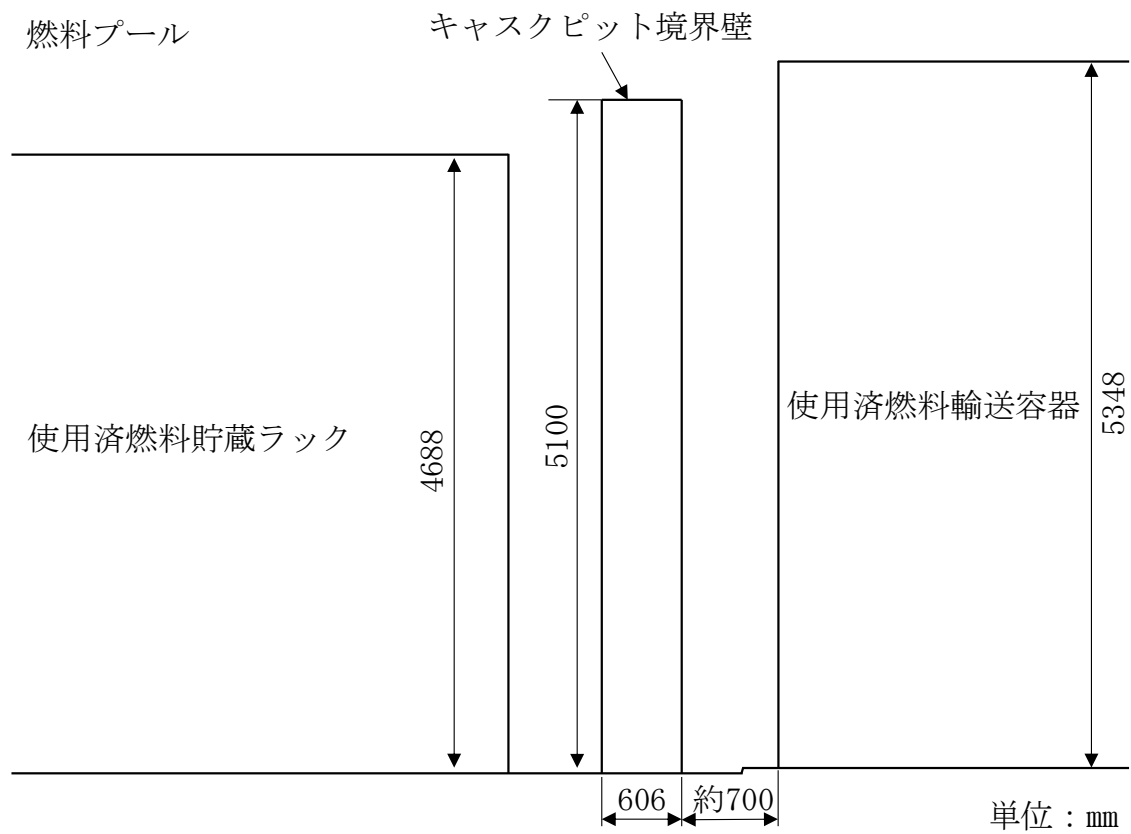 燃料プール
キャスクピット境界壁
使用済燃料貯蔵ラック
4688
5100
使用済燃料輸送容器
5348
606
約700
単位：mm